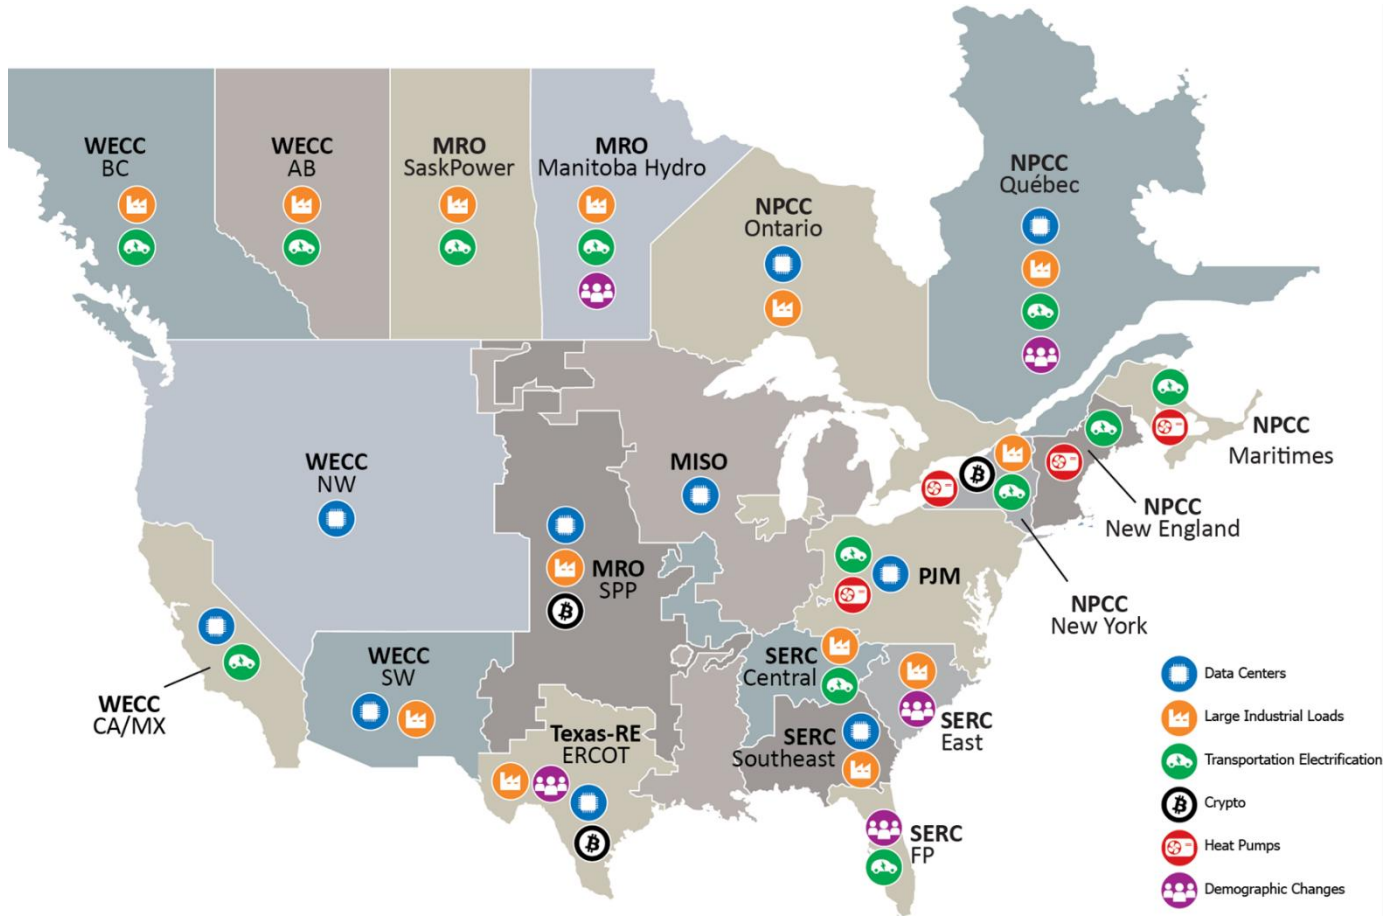 WECC
BC
WECC
AB
MRO
SaskPower
MRO
Manitoba Hydro
NPCC
Ontario
NPCC
Québec
NPCC
Maritimes
NPCC
New England
NPCC
New York
WECC
NW
MISO
MRO
SPP
PJM
WECC
CA/MX
WECC
SW
Texas-RE
ERCOT
SERC
Central
SERC
Southeast
SERC
East
SERC
FP
Data Centers
Large Industrial Loads
Transportation Electrification
Crypto
Heat Pumps
Demographic Changes